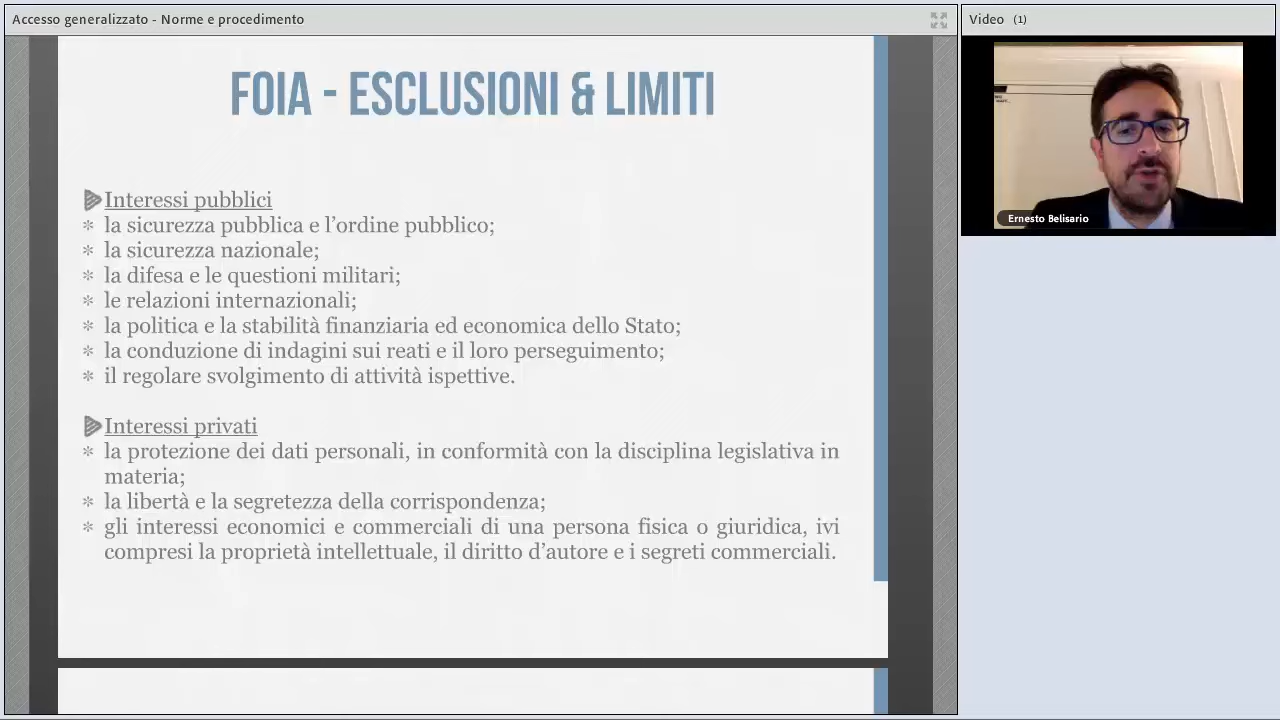 Accesso generalizzato - Norme e procedimento
Video (1)
FOIA - ESCLUSIONI & LIMITI
Interessi pubblici
* la sicurezza pubblica e l’ordine pubblico;
* la sicurezza nazionale;
* la difesa e le questioni militari;
* le relazioni internazionali;
* la politica e la stabilità finanziaria ed economica dello Stato;
* la conduzione di indagini sui reati e il loro perseguimento;
* il regolare svolgimento di attività ispettive.
Interessi privati
* la protezione dei dati personali, in conformità con la disciplina legislativa in
materia;
* la libertà e la segretezza della corrispondenza;
* gli interessi economici e commerciali di una persona fisica o giuridica, ivi
compresi la proprietà intellettuale, il diritto d’autore e i segreti commerciali.
Ernesto Belisario